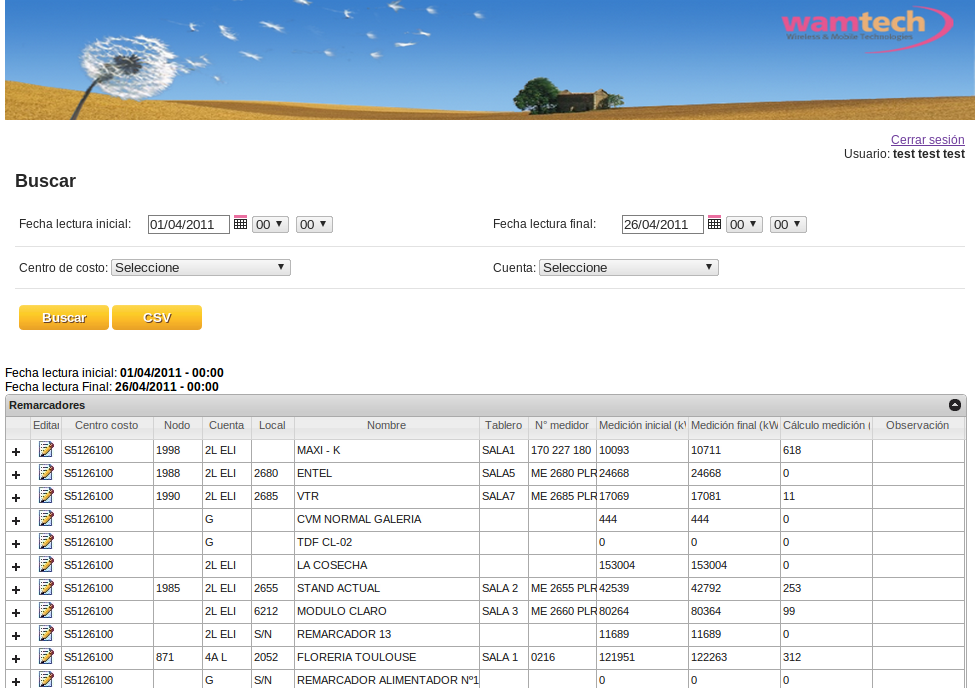 wamtech
Wireless & Mobile Technologies
Cerrar sesión
Usuario: test test test
Buscar
Fecha lectura inicial: 01/04/2011 00 00 Fecha lectura final: 26/04/2011 00 00
Centro de costo: Seleccione Cuenta: Seleccione
Buscar CSV
Fecha lectura inicial: 01/04/2011 - 00:00
Fecha lectura Final: 26/04/2011 - 00:00
Remarcadores
Editar Centro costo Nodo Cuenta Local Nombre Tablero N° medidor Medición inicial (kW Medición final (kW Cálculo medición ( Observación
S5126100 1998 2L ELI MAXI - K SALA1 170 227 180 10093 10711 618
S5126100 1988 2L ELI 2680 ENTEL SALA5 ME 2680 PLR 24668 24668 0
S5126100 1990 2L ELI 2685 VTR SALA7 ME 2685 PLR 17069 17081 11
S5126100 G CVM NORMAL GALERIA 444 444 0
S5126100 G TDF CL-02 0 0 0
S5126100 2L ELI LA COSECHA 153004 153004 0
S5126100 1985 2L ELI 2655 STAND ACTUAL SALA 2 ME 2655 PLR 42539 42792 253
S5126100 2L ELI 6212 MODULO CLARO SALA 3 ME 2660 PLR 80264 80364 99
S5126100 2L ELI S/N REMARCADOR 13 11689 11689 0
S5126100 871 4A L 2052 FLORERIA TOULOUSE SALA 1 0216 121951 122263 312
S5126100 G S/N REMARCADOR ALIMENTADOR Nº1 0 0 0